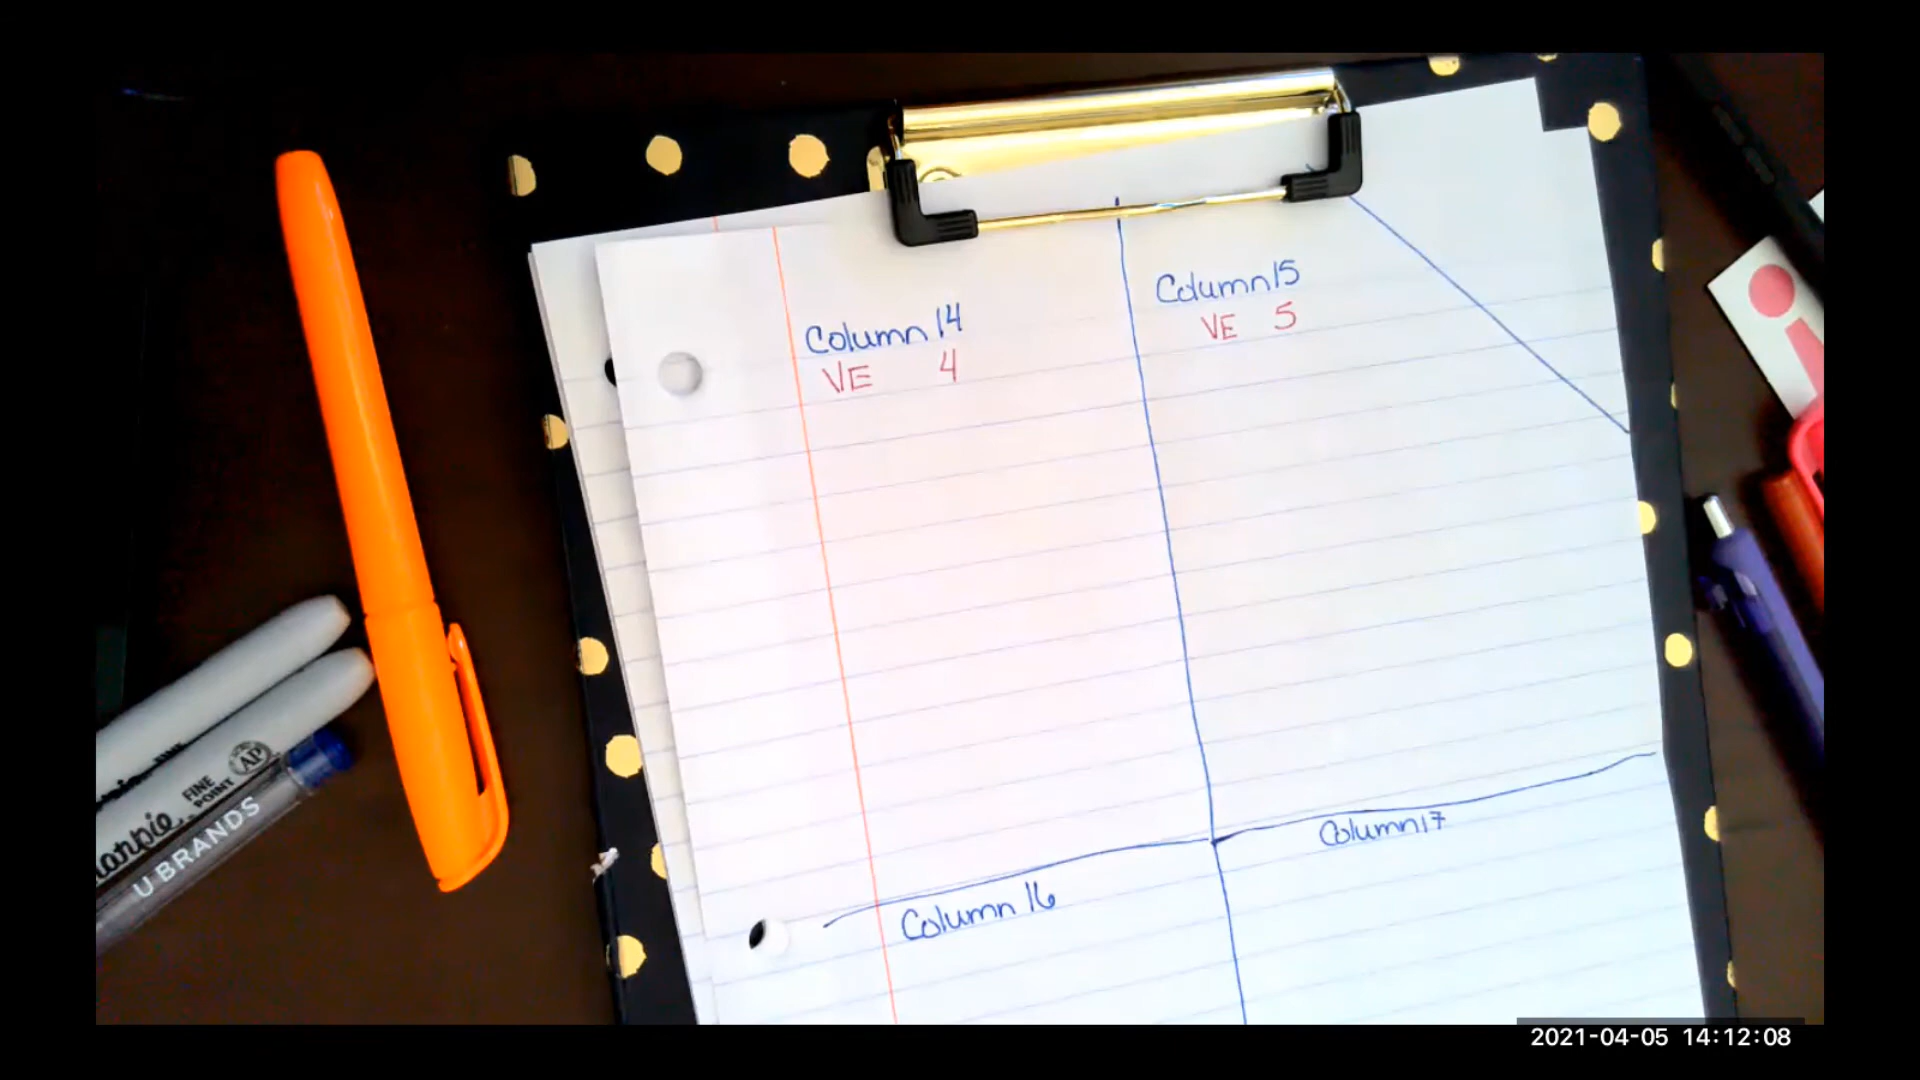 Column 14
VE 4
Column 15
VE 5
Column 16
Column 17
FINE
POINT
AP
U BRANDS
2021-04-05 14:12:08